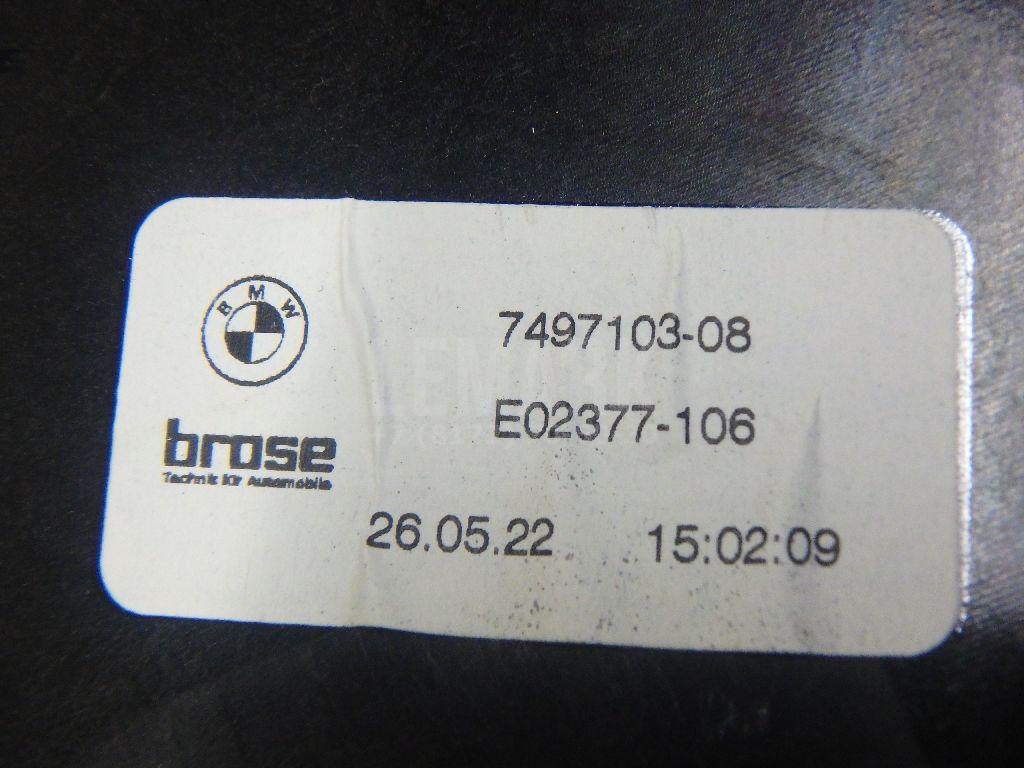 BMW
7497103-08
brose
Technik für Automobile
E02377-106
26.05.22 15:02:09